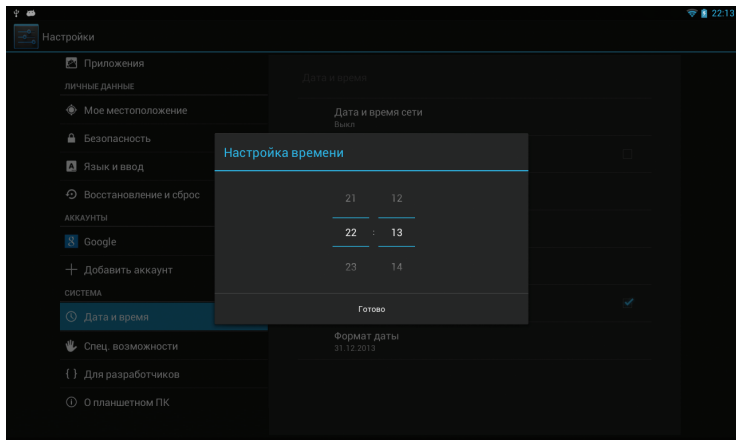 22:13
Настройки
Приложения
ЛИЧНЫЕ ДАННЫЕ
Мое местоположение
Безопасность
Язык и ввод
Восстановление и сброс
АККАУНТЫ
Google
Добавить аккаунт
СИСТЕМА
Дата и время
Спец. возможности
Для разработчиков
О планшетном ПК
Дата и время
Дата и время сети
Выкл
Настройка времени
21 12
22 : 13
23 14
Готово
Формат даты
31.12.2013